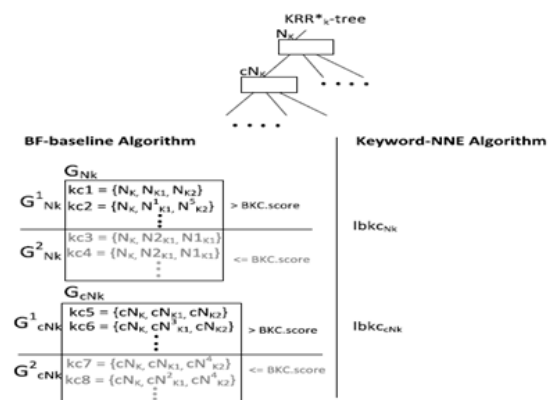 KRR*k-tree
NK
cNK
BF-baseline Algorithm
Keyword-NNE Algorithm
GNk
G1Nk
kc1 = {NK, NK1, NK2}
kc2 = {NK, N1K1, N5K2}
> BKC.score
lbkcNk
G2Nk
kc3 = {NK, N2K1, N1K1}
kc4 = {NK, N2K1, N1K1}
<= BKC.score
GcNk
G1cNk
kc5 = {cNK, cNK1, cNK2}
kc6 = {cNK, cN3K1, cNK2}
> BKC.score
lbkccNk
G2cNk
kc7 = {cNK, cNK1, cN4K2}
kc8 = {cNK, cN2K1, cN4K2}
<= BKC.score